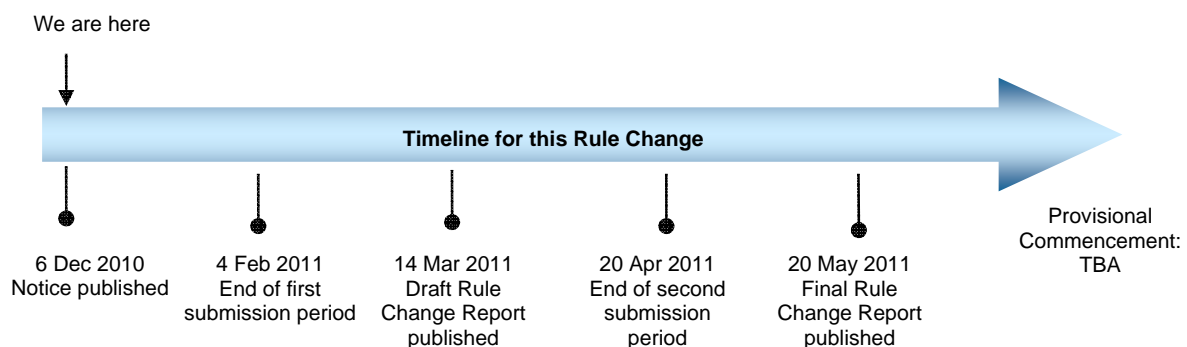 We are here
Timeline for this Rule Change
6 Dec 2010
Notice published
4 Feb 2011
End of first
submission period
14 Mar 2011
Draft Rule
Change Report
published
20 Apr 2011
End of second
submission
period
20 May 2011
Final Rule
Change Report
published
Provisional
Commencement:
TBA